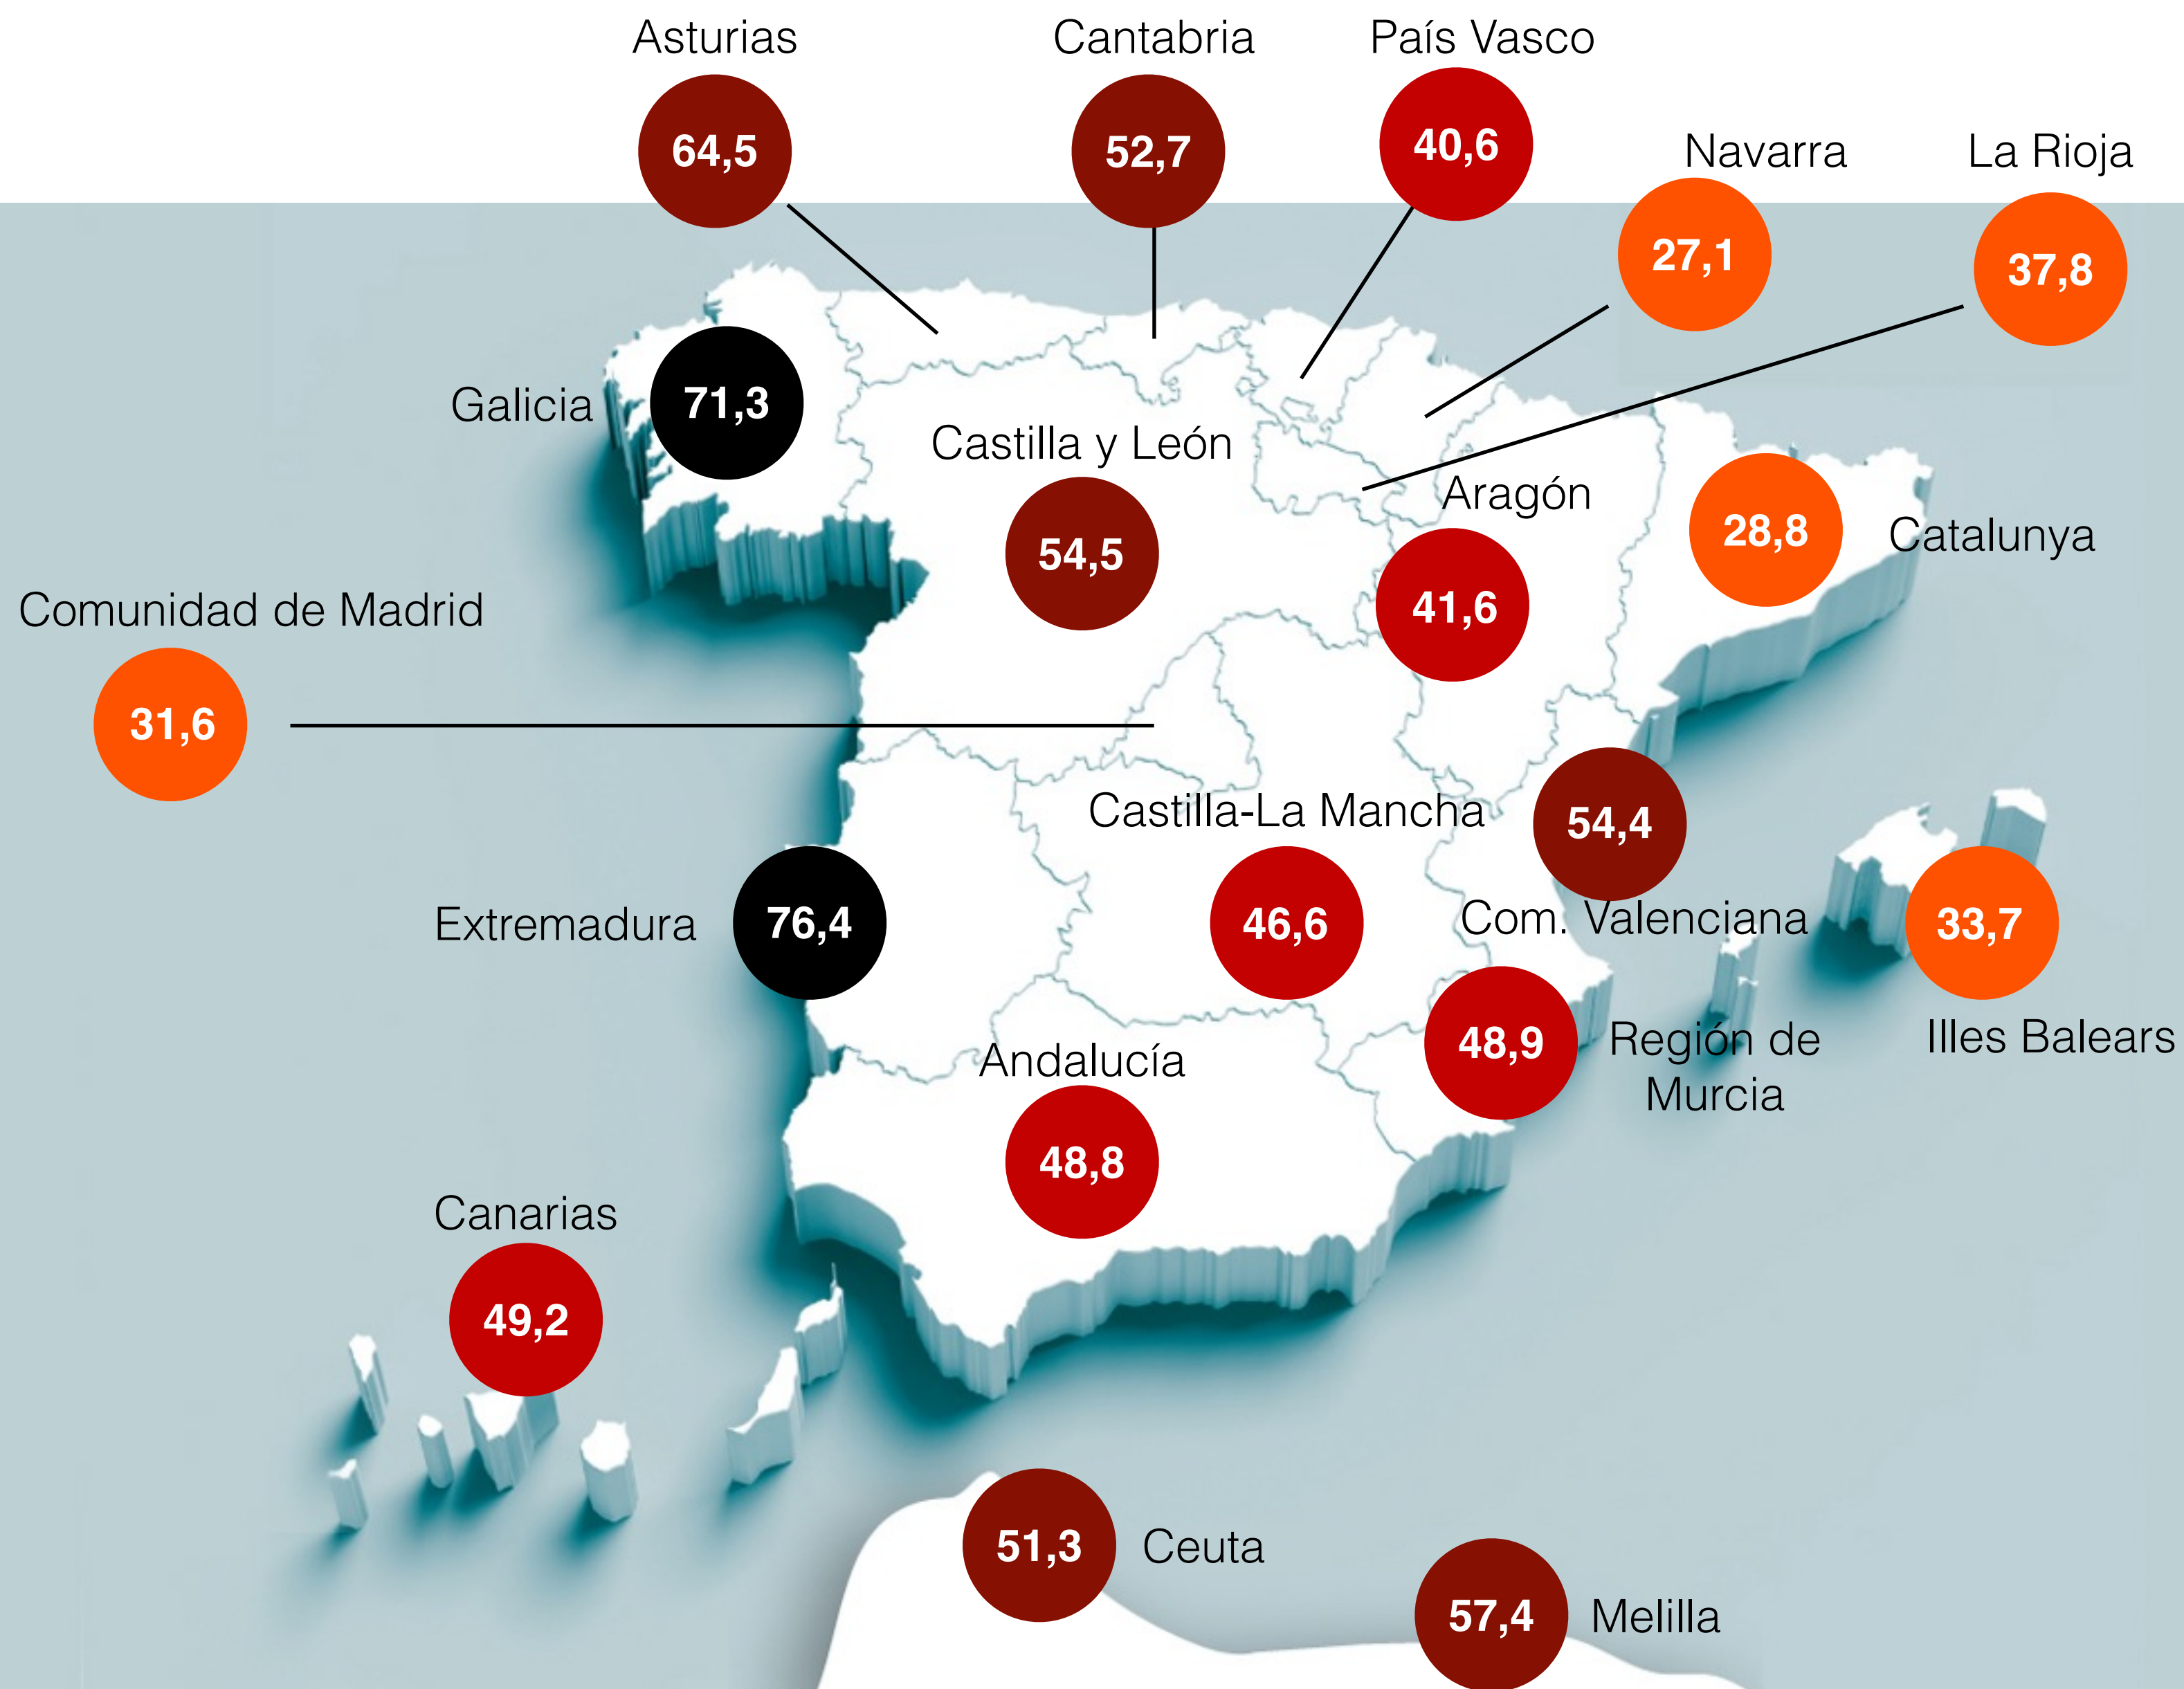 Asturias
64,5
Cantabria
52,7
País Vasco
40,6
Navarra
27,1
La Rioja
37,8
Galicia
71,3
Castilla y León
54,5
Aragón
41,6
28,8
Catalunya
Comunidad de Madrid
31,6
Castilla-La Mancha
46,6
54,4
Com. Valenciana
Extremadura
76,4
33,7
Illes Balears
48,9
Región de
Murcia
Andalucía
48,8
Canarias
49,2
51,3
Ceuta
57,4
Melilla